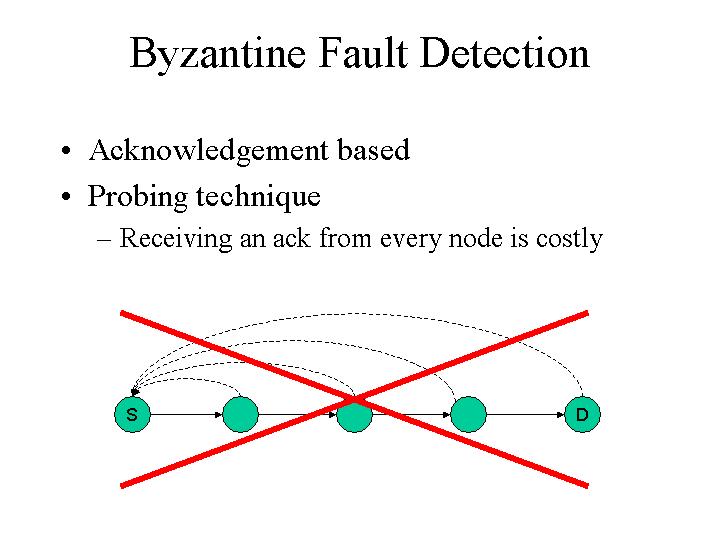 Byzantine Fault Detection
• Acknowledgement based
• Probing technique
– Receiving an ack from every node is costly
S
D